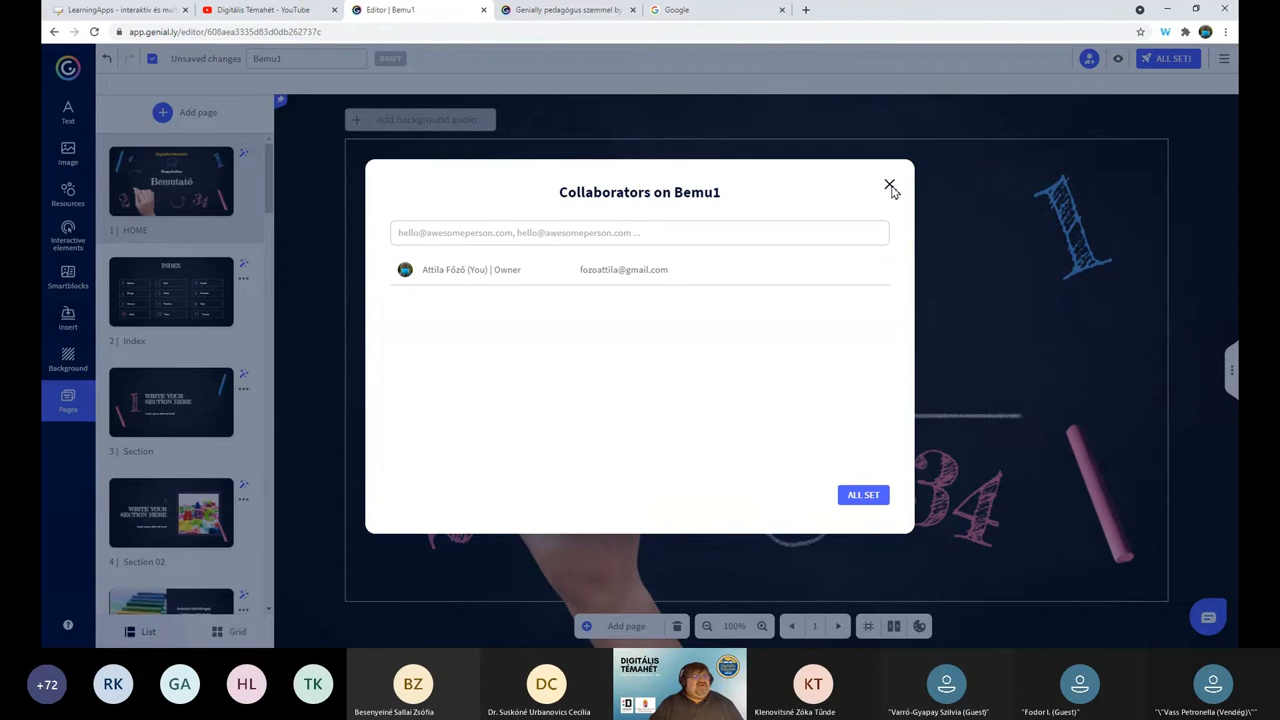 LearningApps - interaktív és mul
Digitális Témahét - YouTube
Editor | Bemu1
Genially pedagógus szemmel by
Google
app.genial.ly/editor/608aea3335d83d0db262737c
Unsaved changes
Bemu1
DRAFT
ALL SET!
Text
Image
Resources
Interactive
elements
Smartblocks
Insert
Background
Pages
Add page
Bemutató
1 | HOME
INDEX
2 | Index
WRITE YOUR
SECTION HERE
3 | Section
WRITE YOUR
SECTION HERE
4 | Section 02
List
Grid
Add background audio
Collaborators on Bemu1
hello@awesomeperson.com, hello@awesomeperson.com ...
Attila Főző (You) | Owner
fozoattila@gmail.com
ALL SET
1
34
Add page
100%
1
+72
RK
GA
HL
TK
BZ
Besenyeiné Sallai Zsófia
DC
Dr. Suskóné Urbanovics Cecília
DIGITÁLIS
TÉMAHÉT
KT
Klenovitsné Zóka Tünde
"Varró-Gyapay Szilvia (Guest)"
"Fodor I. (Guest)"
"\"Vass Petronella (Vendég)\""